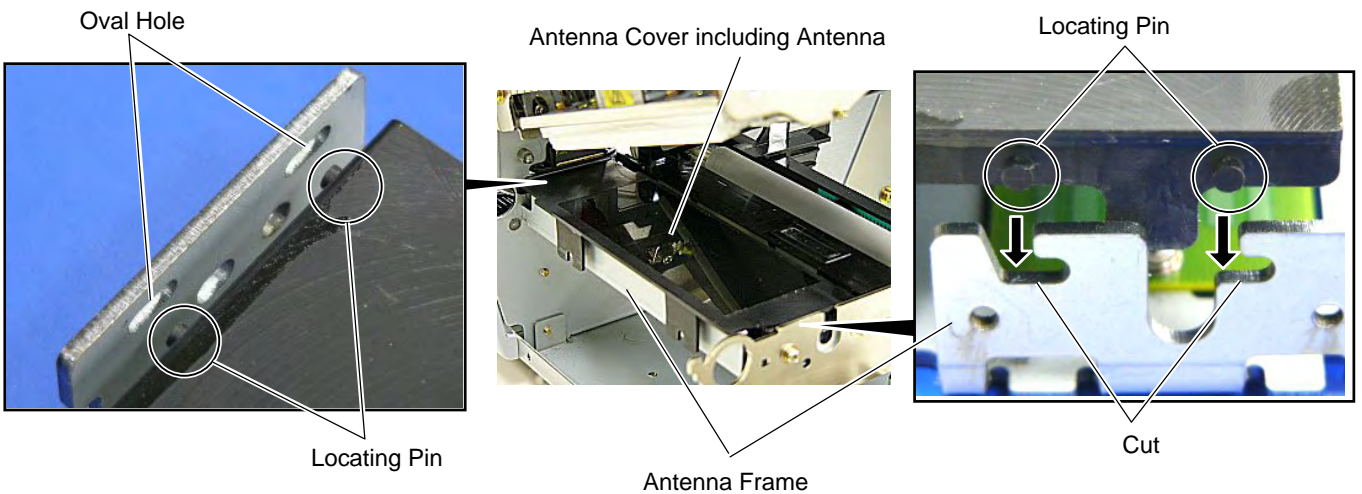 Oval Hole
Antenna Cover including Antenna
Locating Pin
Locating Pin
Antenna Frame
Cut